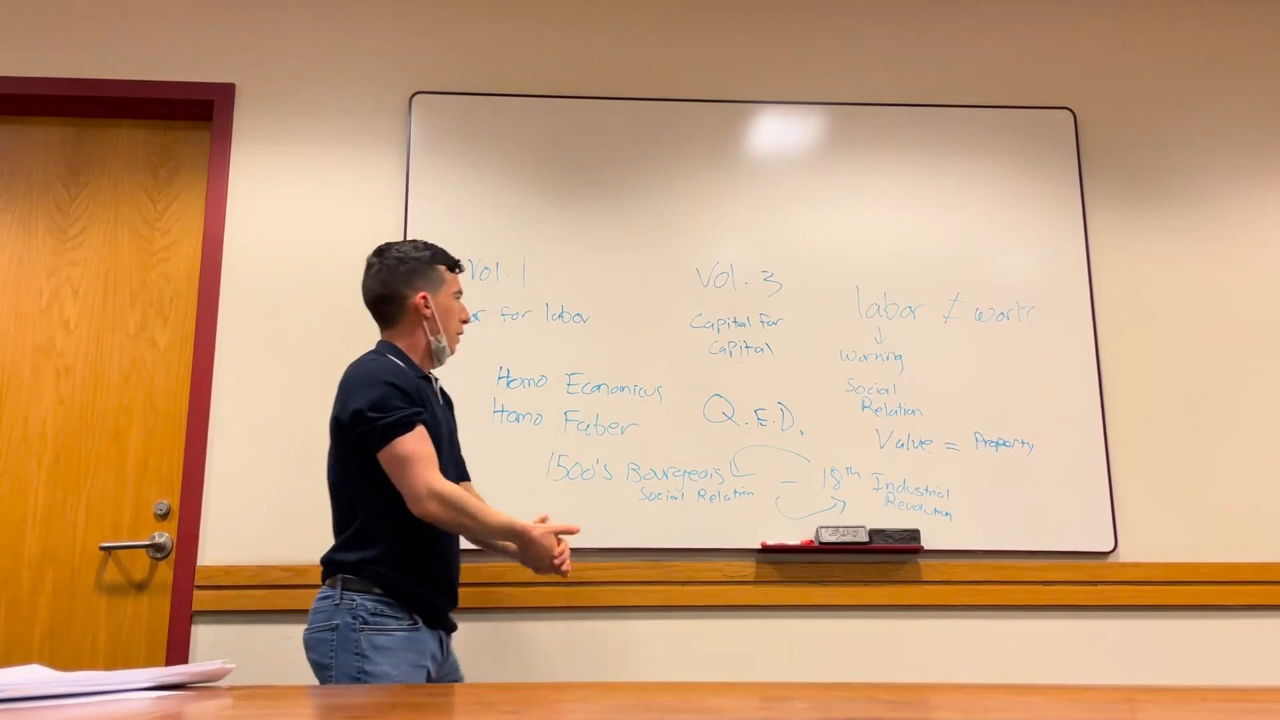 Vol. 1
for labor
Homo Economicus
Homo Faber
1500's Bourgeois
Social Relation
Vol. 3
Capital for
Capital
Q.E.D.
—
18th Industrial
Revolution
labor ≠ work
↓
Social
Relation
Value = Property